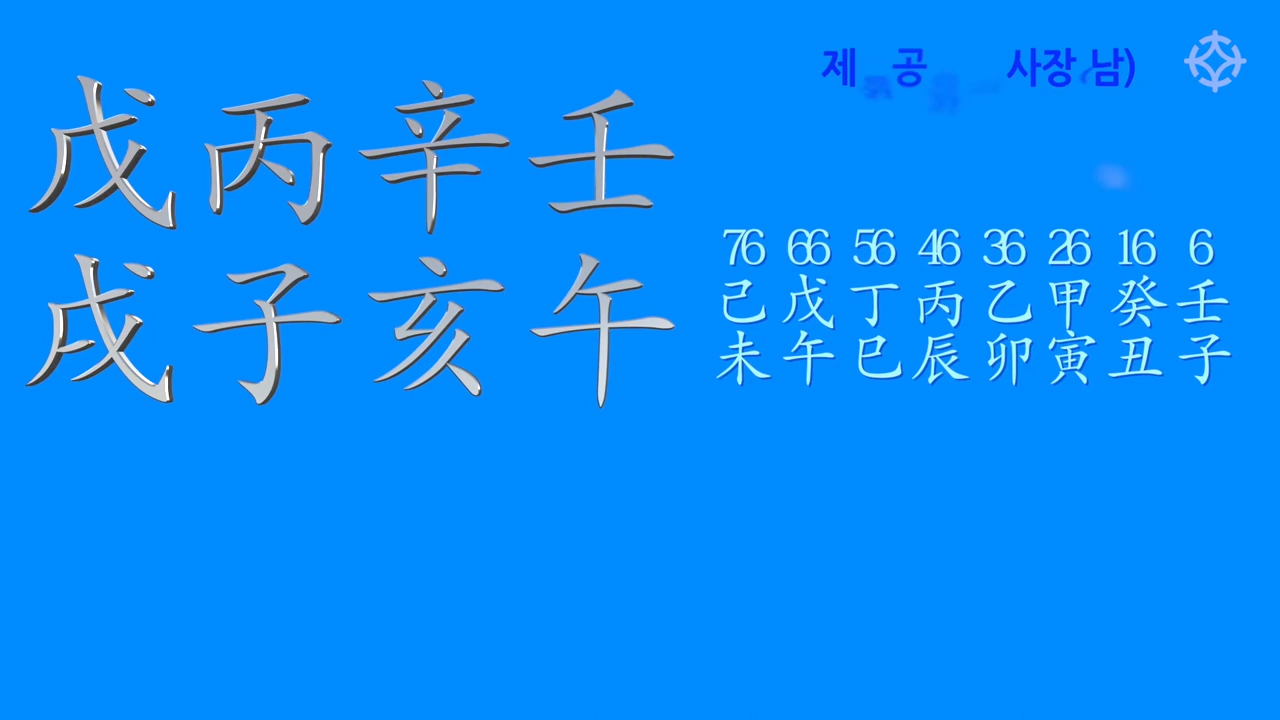 제 공 사장 남)
戊丙辛壬
戌子亥午
76 66 56 46 36 26 16 6
己戊丁丙乙甲癸壬
未午巳辰卯寅丑子